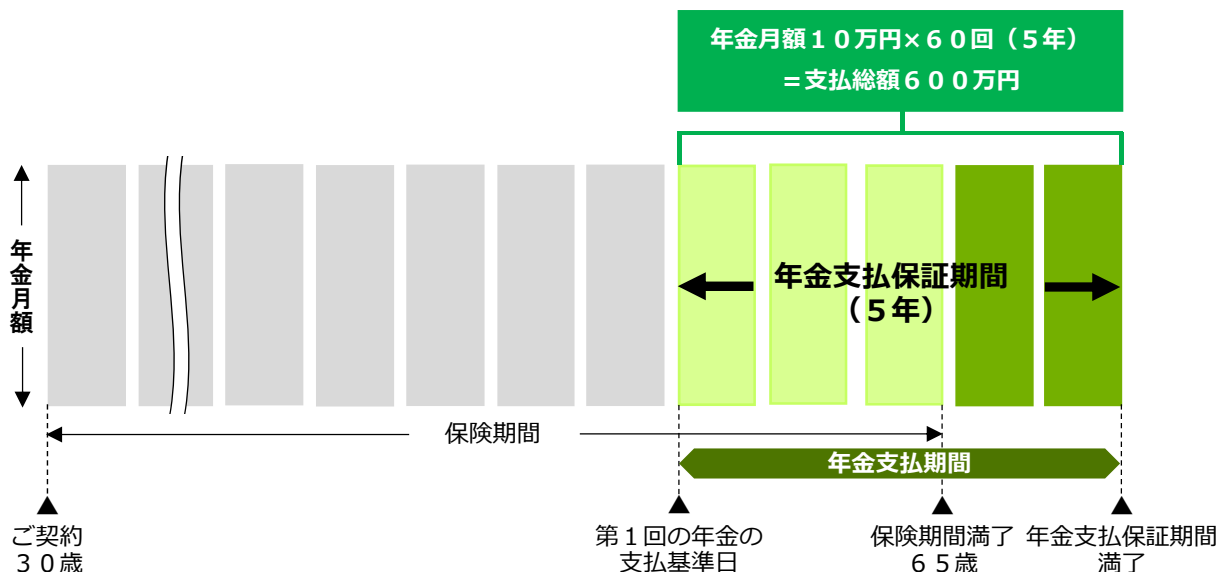 年金月額１０万円×６０回（５年）
＝支払総額６００万円
年金月額
年金支払保証期間
（５年）
保険期間
年金支払期間
ご契約
３０歳
第１回の年金の
支払基準日
保険期間満了
６５歳
年金支払保証期間
満了